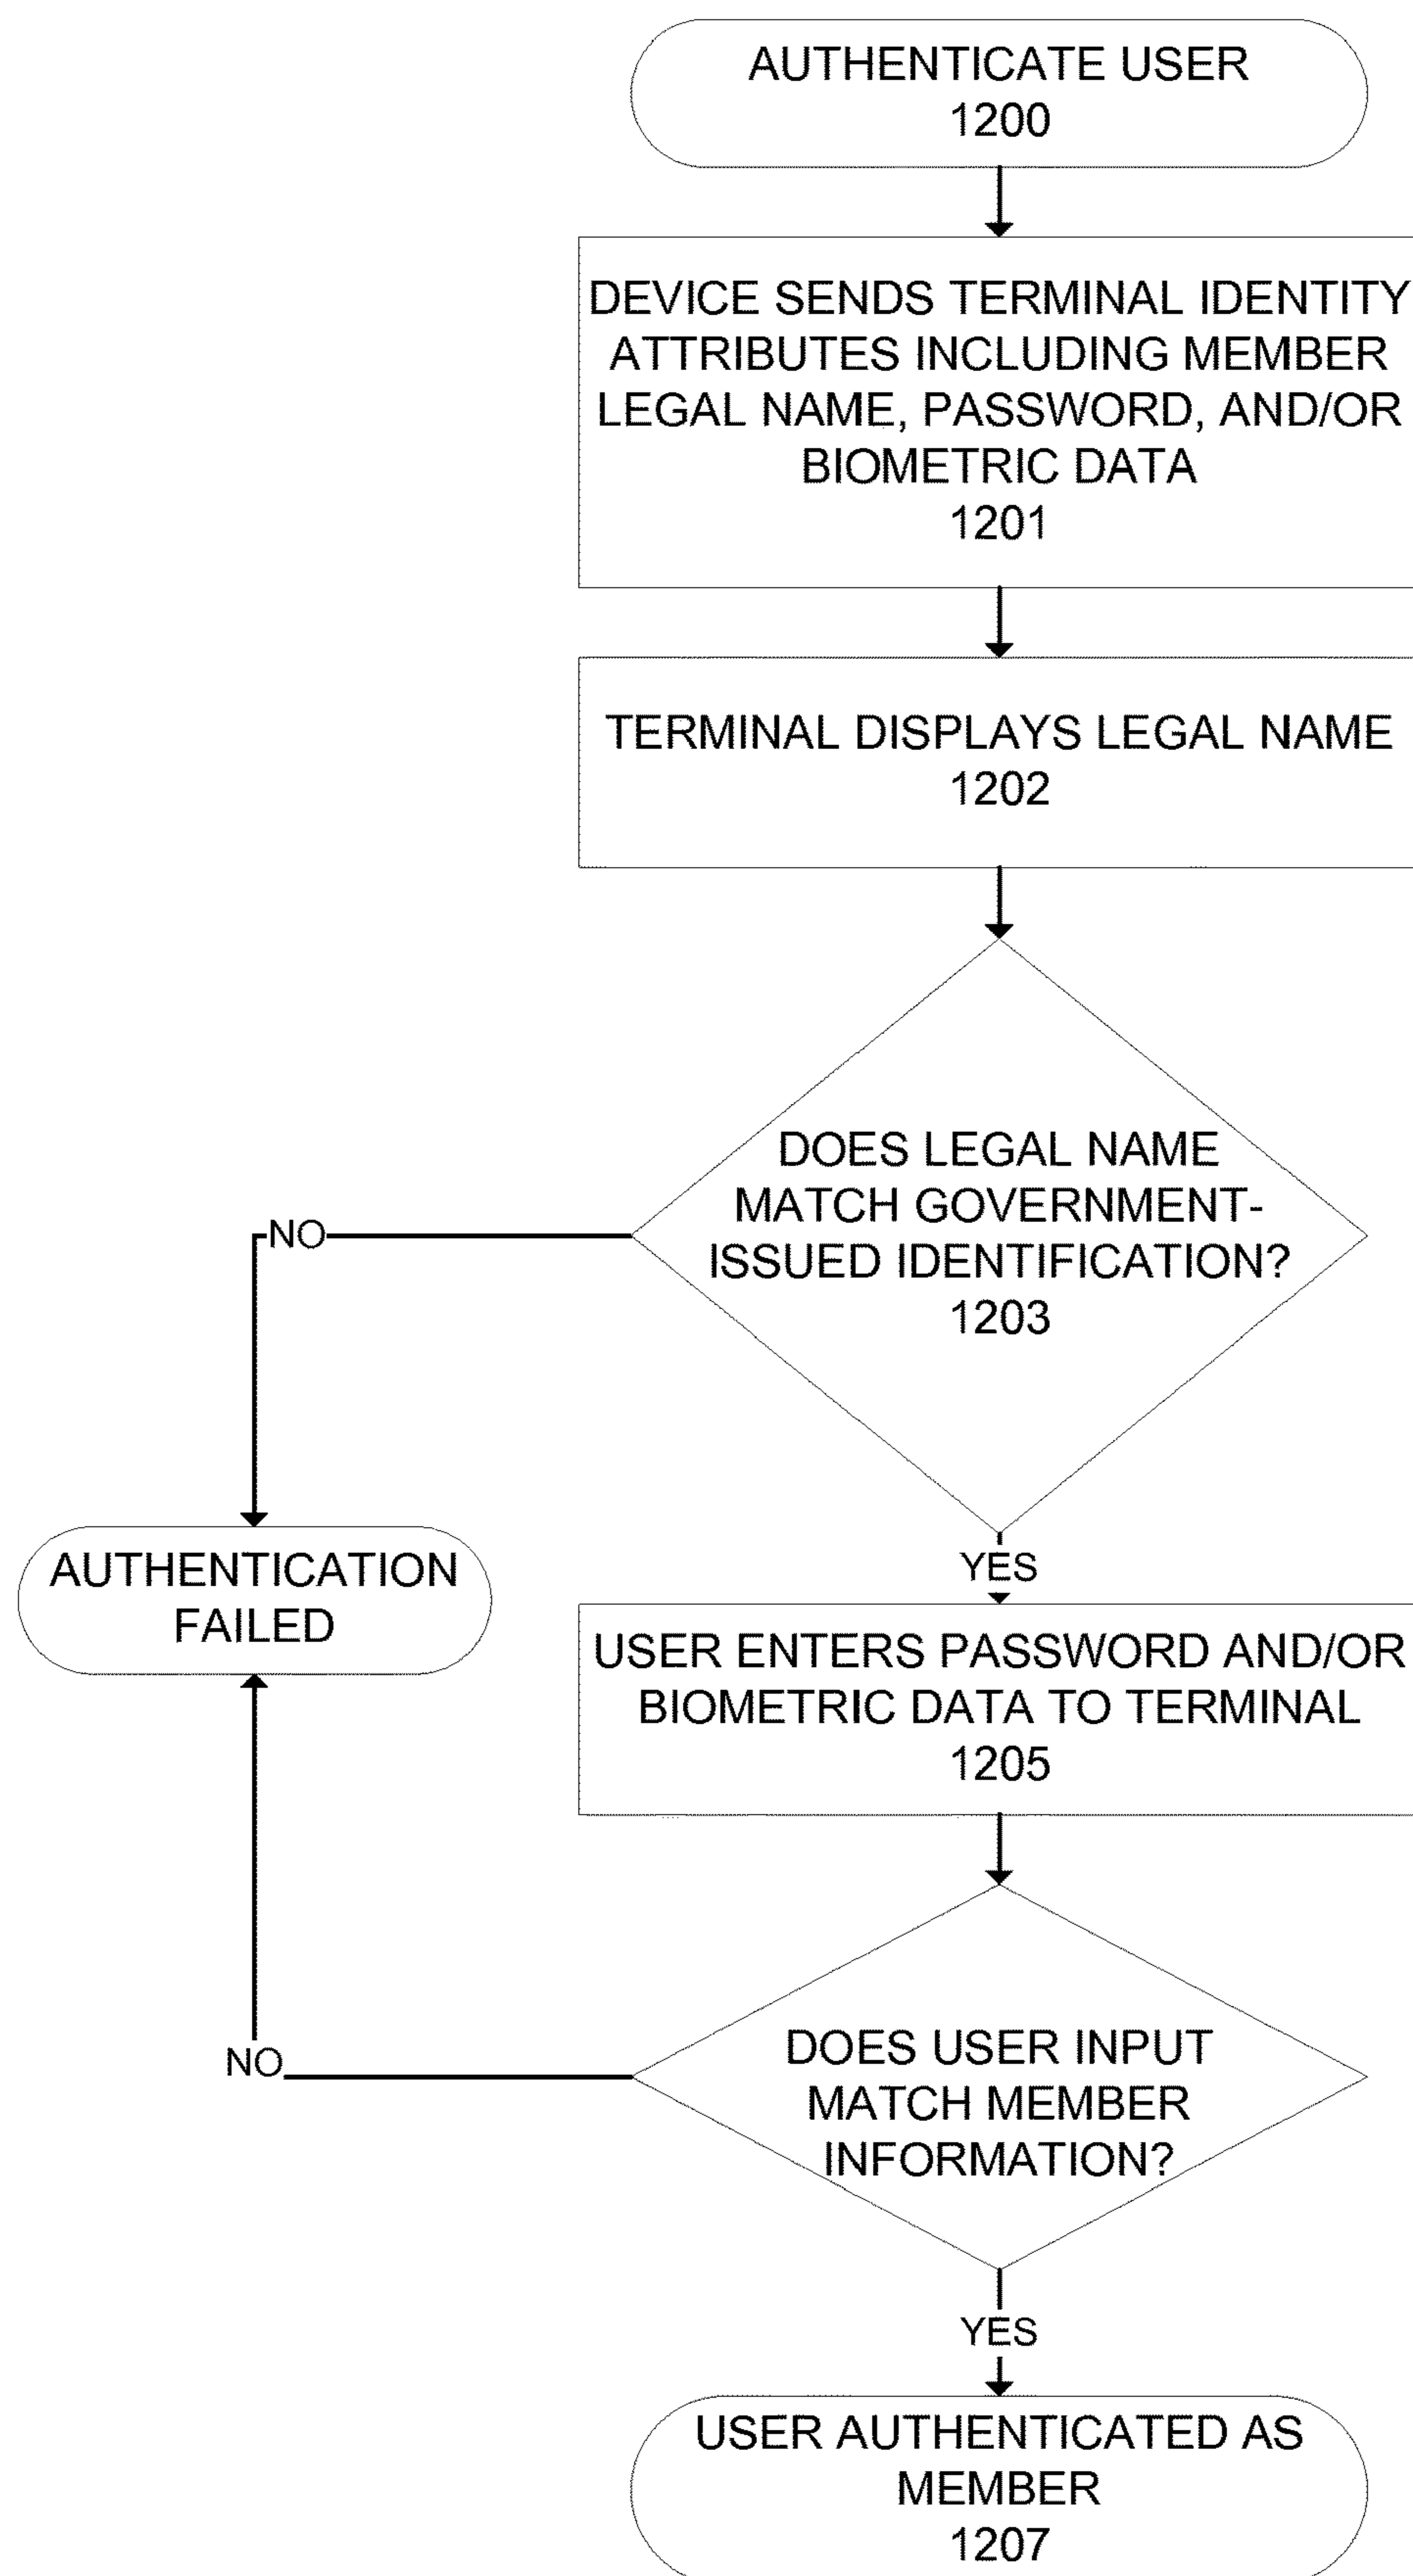 AUTHENTICATE USER
1200
DEVICE SENDS TERMINAL IDENTITY
ATTRIBUTES INCLUDING MEMBER
LEGAL NAME, PASSWORD, AND/OR
BIOMETRIC DATA
1201
TERMINAL DISPLAYS LEGAL NAME
1202
DOES LEGAL NAME
MATCH GOVERNMENT-
ISSUED IDENTIFICATION?
1203
NO
AUTHENTICATION
FAILED
YES
USER ENTERS PASSWORD AND/OR
BIOMETRIC DATA TO TERMINAL
1205
DOES USER INPUT
MATCH MEMBER
INFORMATION?
NO
YES
USER AUTHENTICATED AS
MEMBER
1207